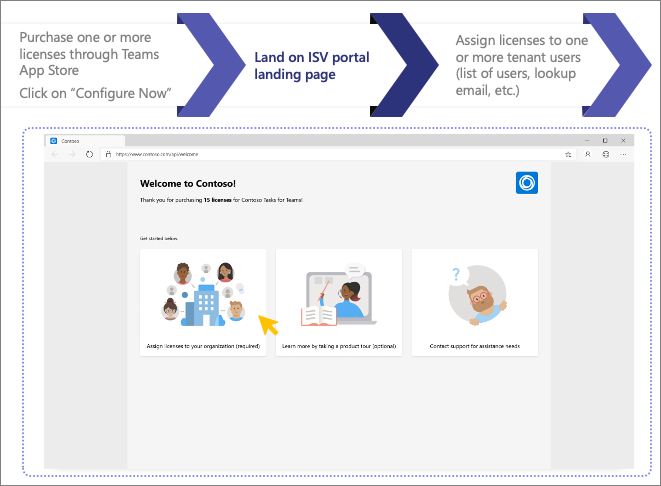 Purchase one or more
licenses through Teams
App Store
Click on “Configure Now”
Land on ISV portal
landing page
Assign licenses to one
or more tenant users
(list of users, lookup
email, etc.)
Contoso
https://www.contoso.com/api/welcome
Welcome to Contoso!
Thank you for purchasing 15 licenses for Contoso Tasks for Teams!
Get started below.
?
Assign licenses to your organization (required)
Learn more by taking a product tour (optional)
Contact support for assistance needs